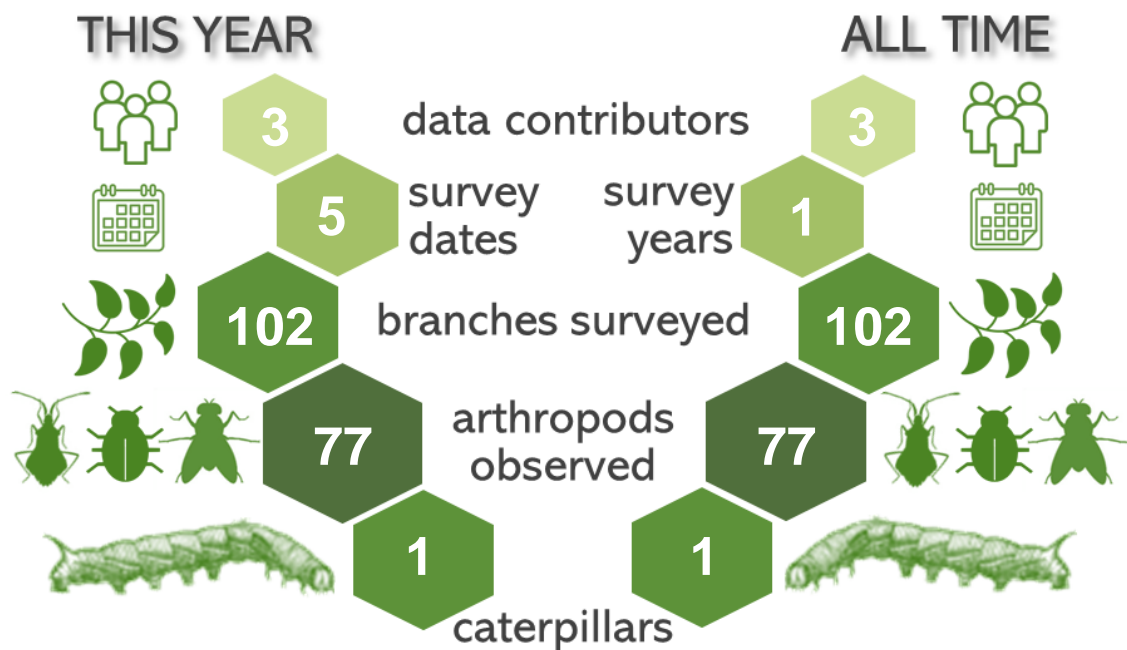 THIS YEAR
ALL TIME
3
data contributors
3
5
survey
dates
survey
years
1
102
branches surveyed
102
77
arthropods
observed
77
1
1
caterpillars